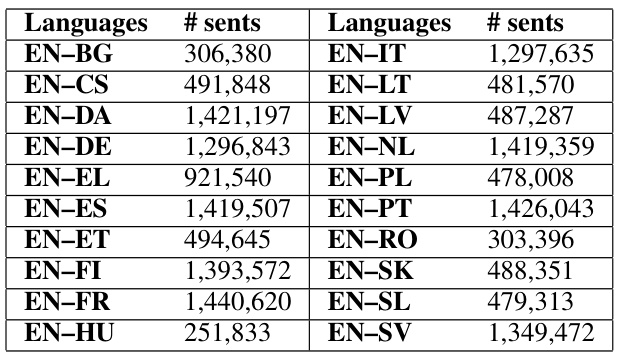 Languages # sents Languages # sents
EN–BG 306,380 EN–IT 1,297,635
EN–CS 491,848 EN–LT 481,570
EN–DA 1,421,197 EN–LV 487,287
EN–DE 1,296,843 EN–NL 1,419,359
EN–EL 921,540 EN–PL 478,008
EN–ES 1,419,507 EN–PT 1,426,043
EN–ET 494,645 EN–RO 303,396
EN–FI 1,393,572 EN–SK 488,351
EN–FR 1,440,620 EN–SL 479,313
EN–HU 251,833 EN–SV 1,349,472